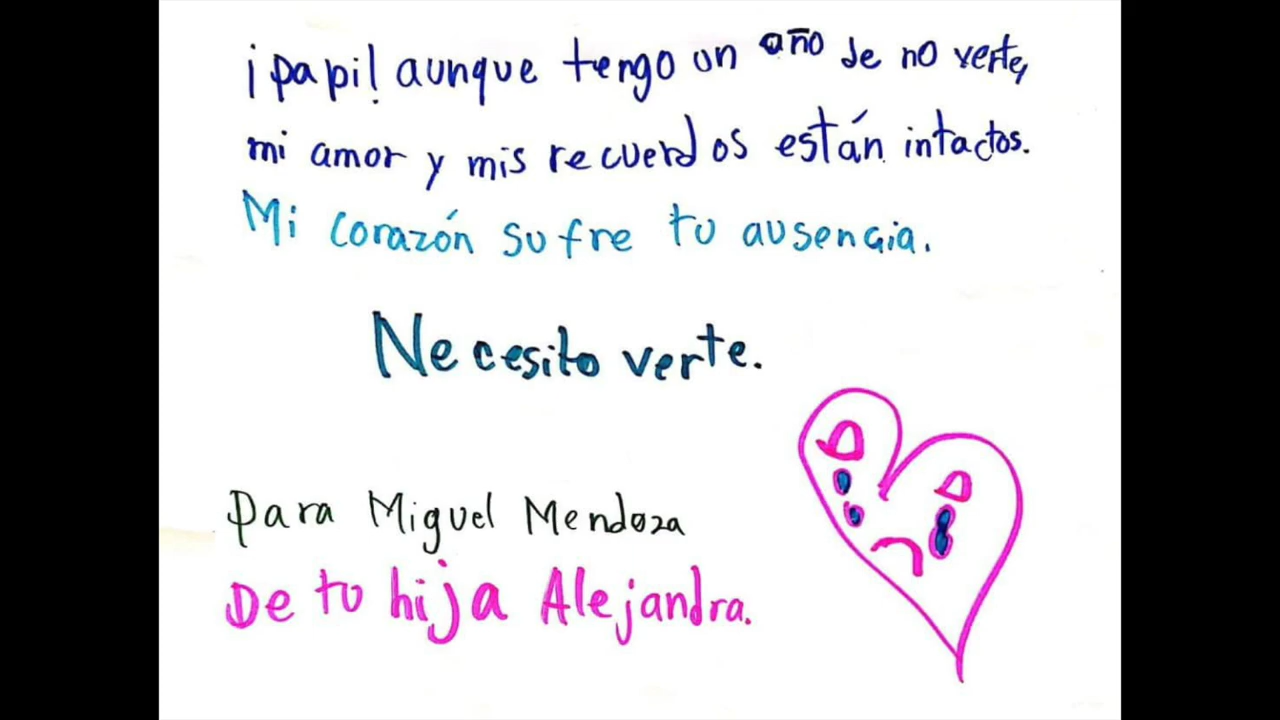 ¡papi! aunque tengo un año de no verte,
mi amor y mis recuerdos están intactos.
Mi corazón sufre tu ausencia.
Necesito verte.
Para Miguel Mendoza
De tu hija Alejandra.